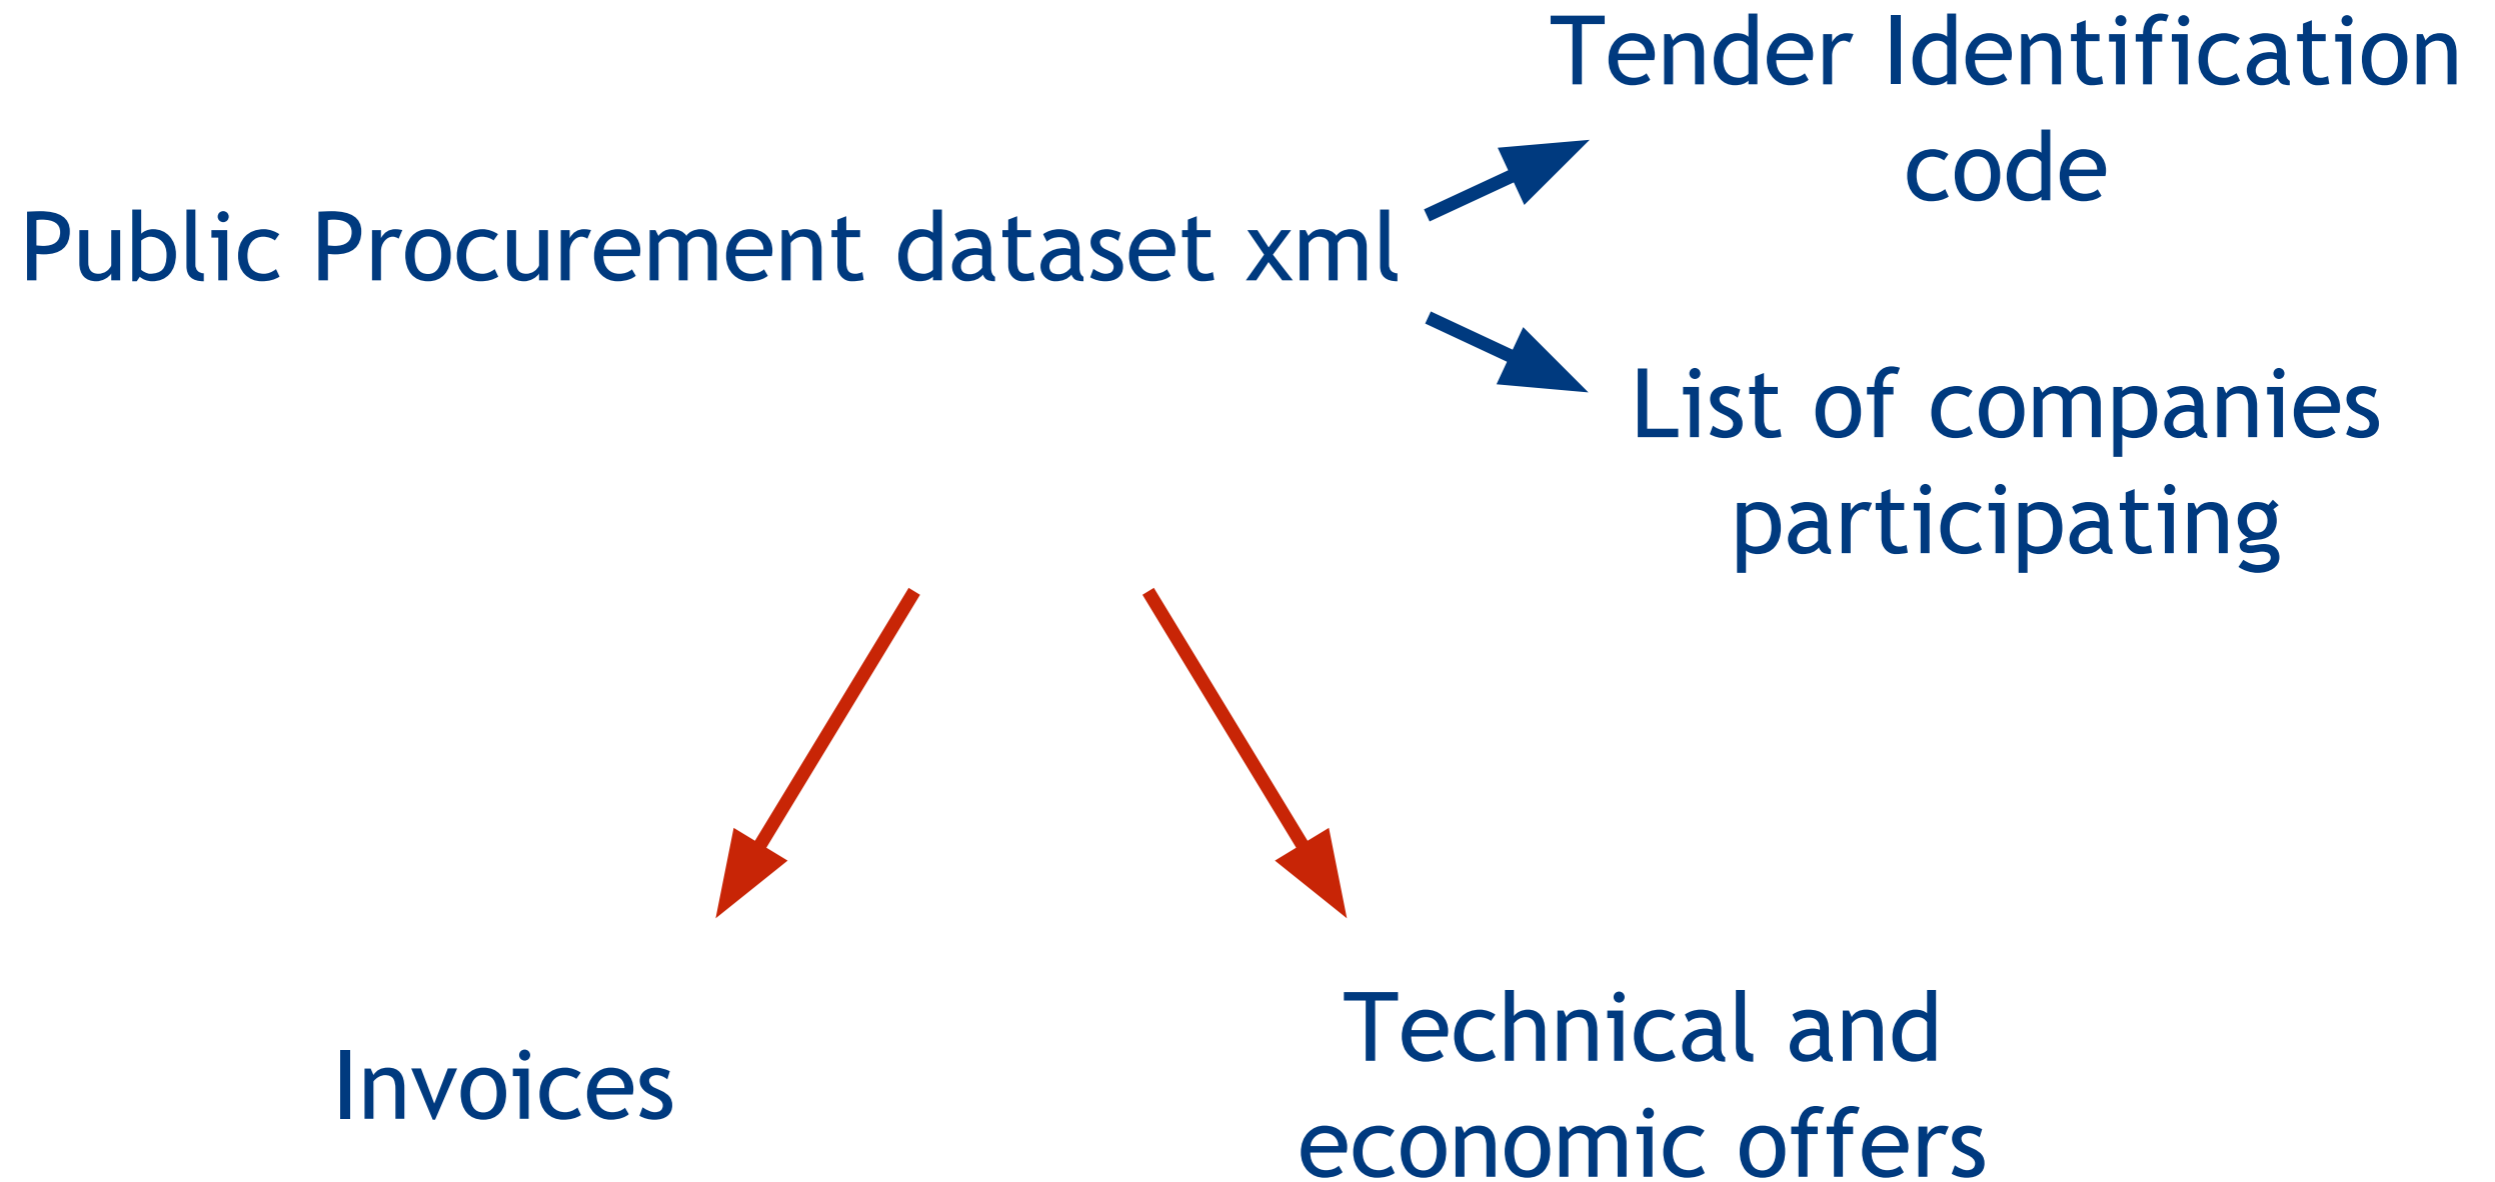 Tender Identification
code
Public Procurement dataset xml
List of companies
participating
Invoices
Technical and
economic offers